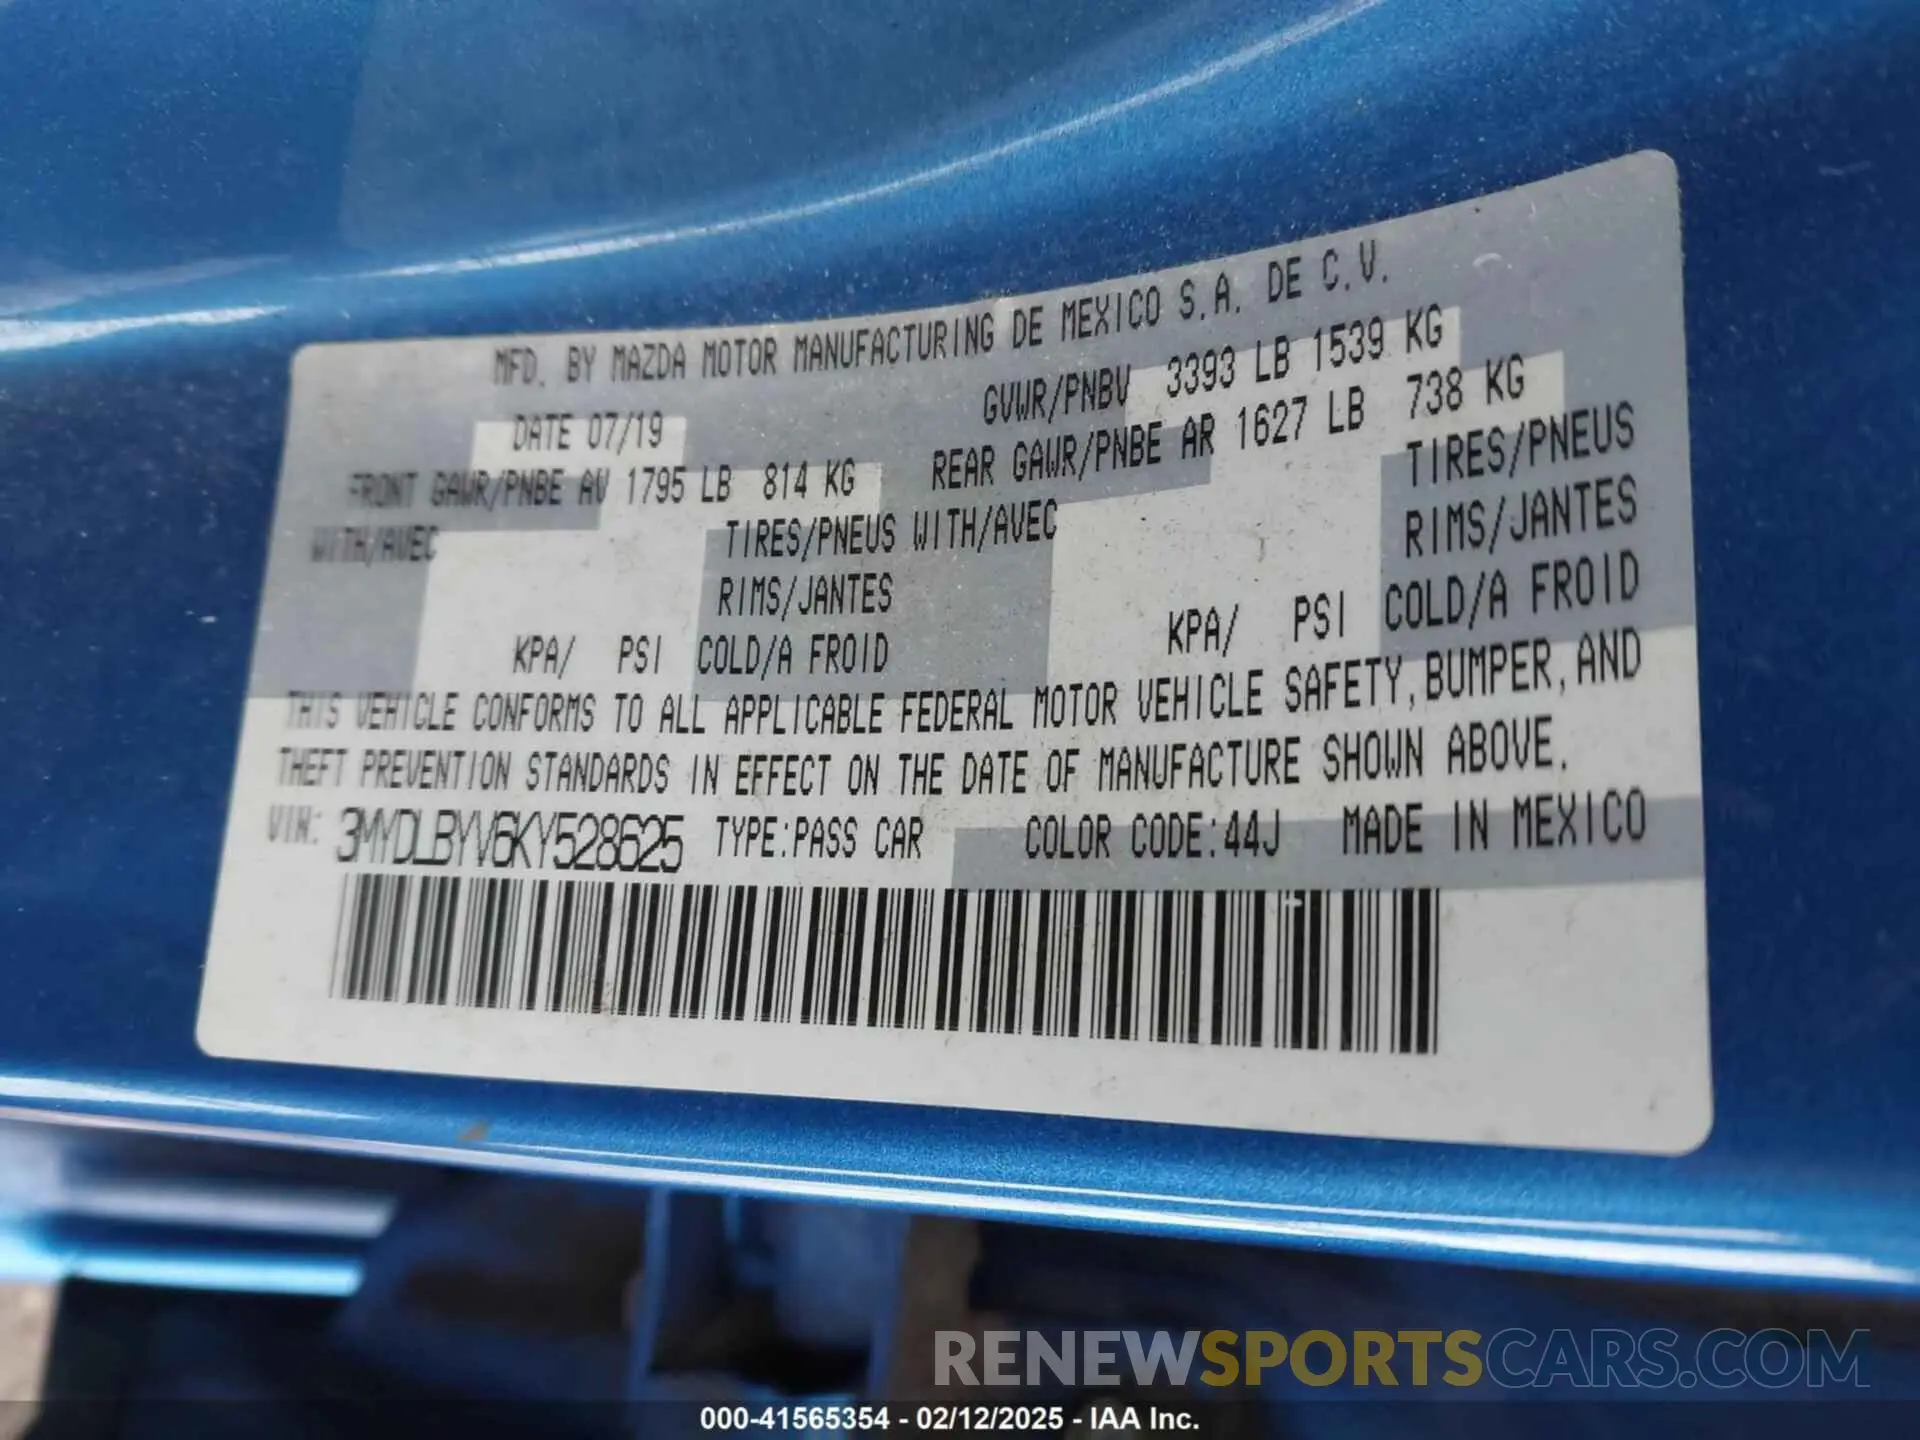 MFD. BY MAZDA MOTOR MANUFACTURING DE MEXICO S.A. DE C.V.
DATE 07/19 GVWR/PNBV 3393 LB 1539 KG
FRONT GAWR/PNBE AV 1795 LB 814 KG REAR GAWR/PNBE AR 1627 LB 738 KG
WITH/AVEC TIRES/PNEUS WITH/AVEC TIRES/PNEUS
RIMS/JANTES RIMS/JANTES
KPA/ PSI COLD/A FROID KPA/ PSI COLD/A FROID
THIS VEHICLE CONFORMS TO ALL APPLICABLE FEDERAL MOTOR VEHICLE SAFETY, BUMPER, AND
THEFT PREVENTION STANDARDS IN EFFECT ON THE DATE OF MANUFACTURE SHOWN ABOVE.
VIN: 3MYDLBYV6KY528625 TYPE:PASS CAR COLOR CODE:44J MADE IN MEXICO
RENEWSPORTSCARS.COM
000-41565354 - 02/12/2025 - IAA Inc.